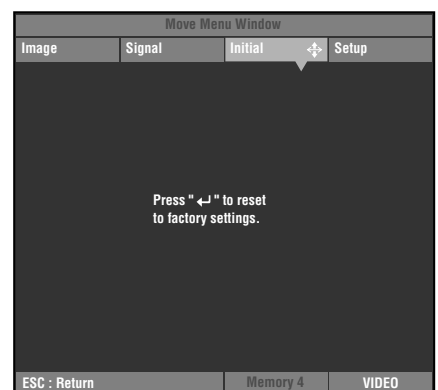 Move Menu Window
Image Signal Initial Setup
Press " ↵ " to reset
to factory settings.
ESC : Return Memory 4 VIDEO